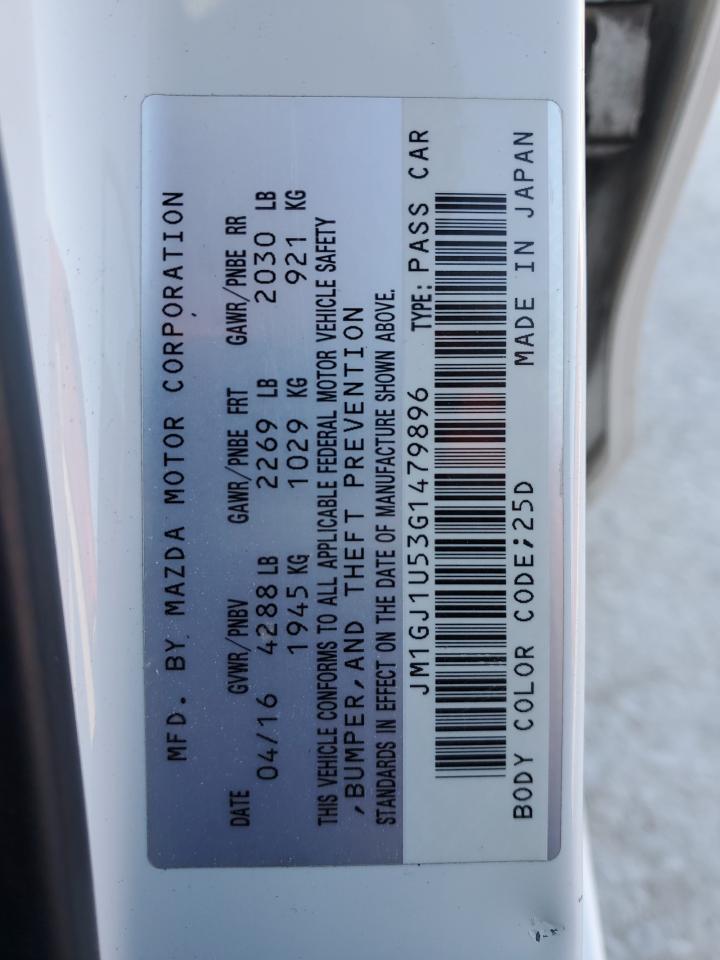 MFD. BY MAZDA MOTOR CORPORATION
DATE GVWR/PNBV GAWR/PNBE FRT GAWR/PNBE RR
04/16 4288 LB 2269 LB 2030 LB
1945 KG 1029 KG 921 KG
THIS VEHICLE CONFORMS TO ALL APPLICABLE FEDERAL MOTOR VEHICLE SAFETY
,BUMPER,AND THEFT PREVENTION
STANDARDS IN EFFECT ON THE DATE OF MANUFACTURE SHOWN ABOVE.
JM1GJ1U53G1479896 TYPE: PASS CAR
BODY COLOR CODE;25D MADE IN JAPAN